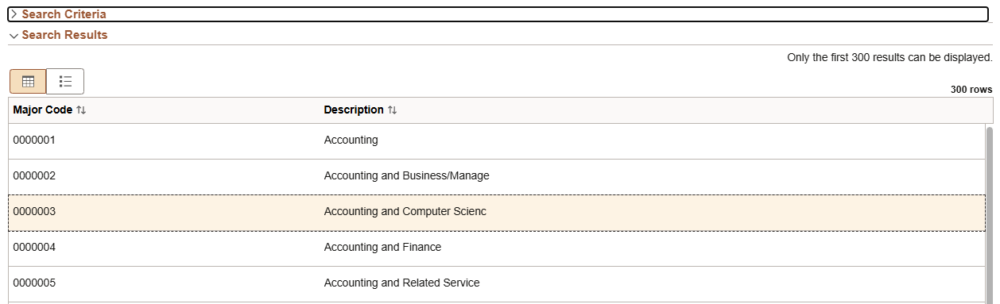 Search Criteria
Search Results
Only the first 300 results can be displayed.
300 rows
Major Code Description
0000001 Accounting
0000002 Accounting and Business/Manage
0000003 Accounting and Computer Scienc
0000004 Accounting and Finance
0000005 Accounting and Related Service